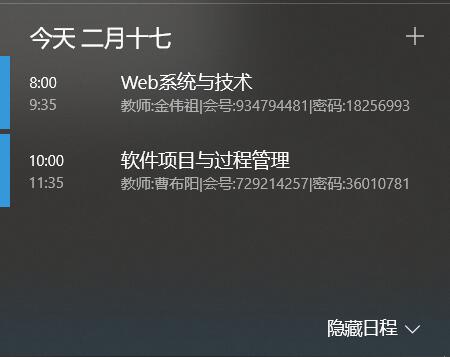 今天 二月十七
8:00 Web系统与技术
9:35 教师:金伟祖|会号:934794481|密码:18256993
10:00 软件项目与过程管理
11:35 教师:曹布阳|会号:729214257|密码:36010781
隐藏日程